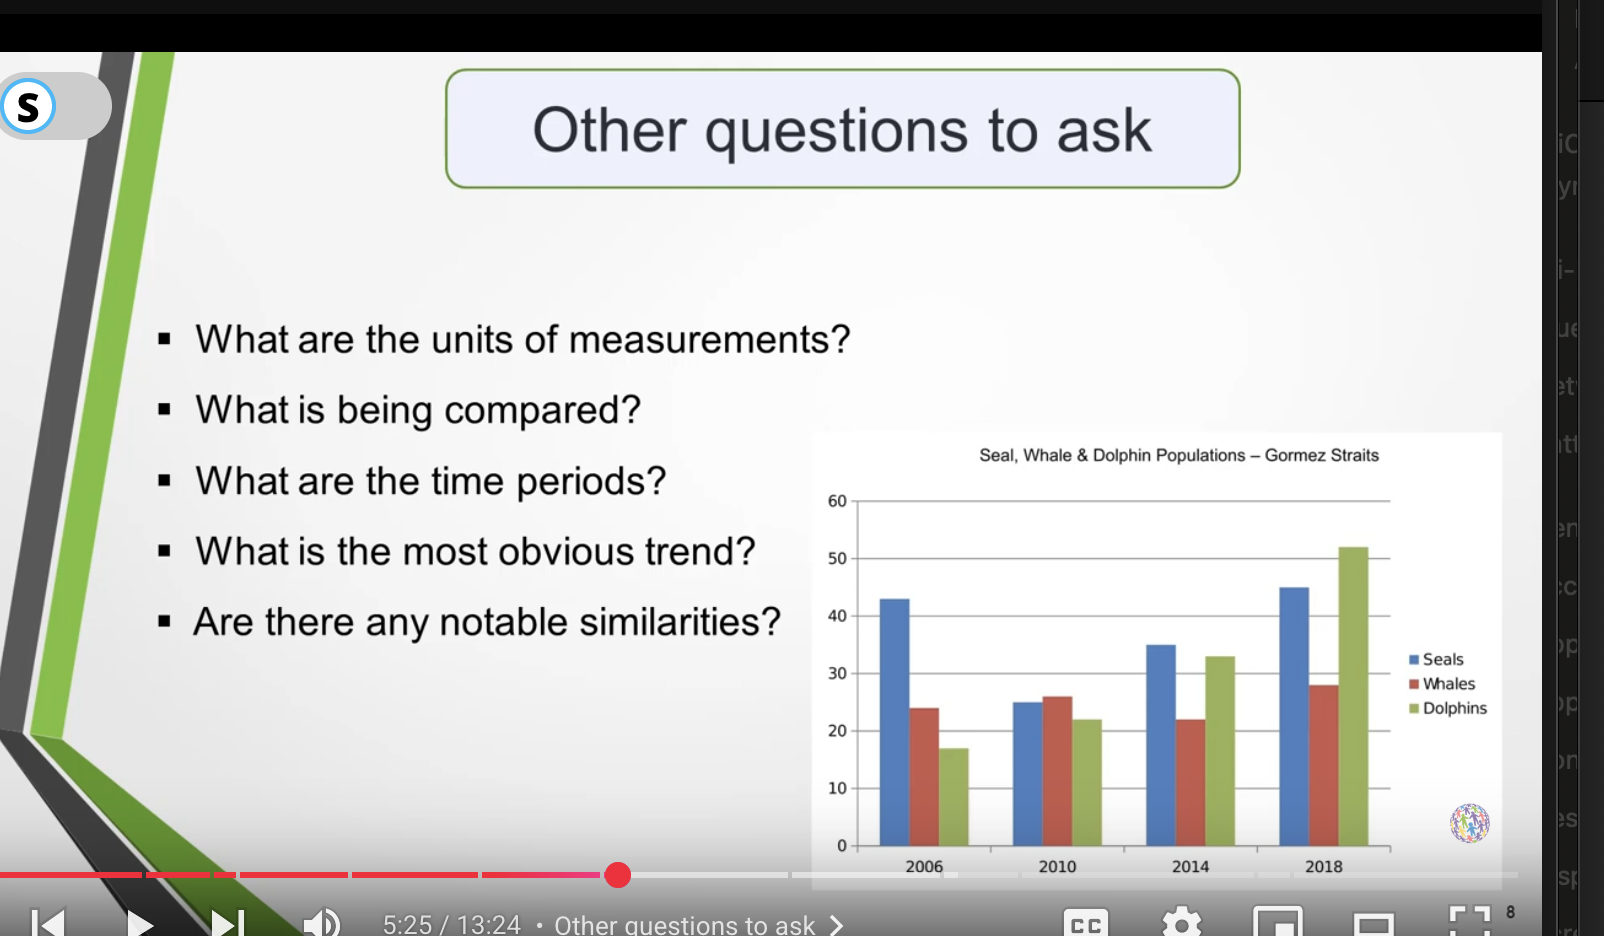 S
Other questions to ask
What are the units of measurements?
What is being compared?
What are the time periods?
What is the most obvious trend?
Are there any notable similarities?
Seal, Whale & Dolphin Populations – Gormez Straits
60
50
40
30
20
10
0
2006 2010 2014 2018
Seals
Whales
Dolphins
8
5:25 / 13:24 • Other questions to ask
CC